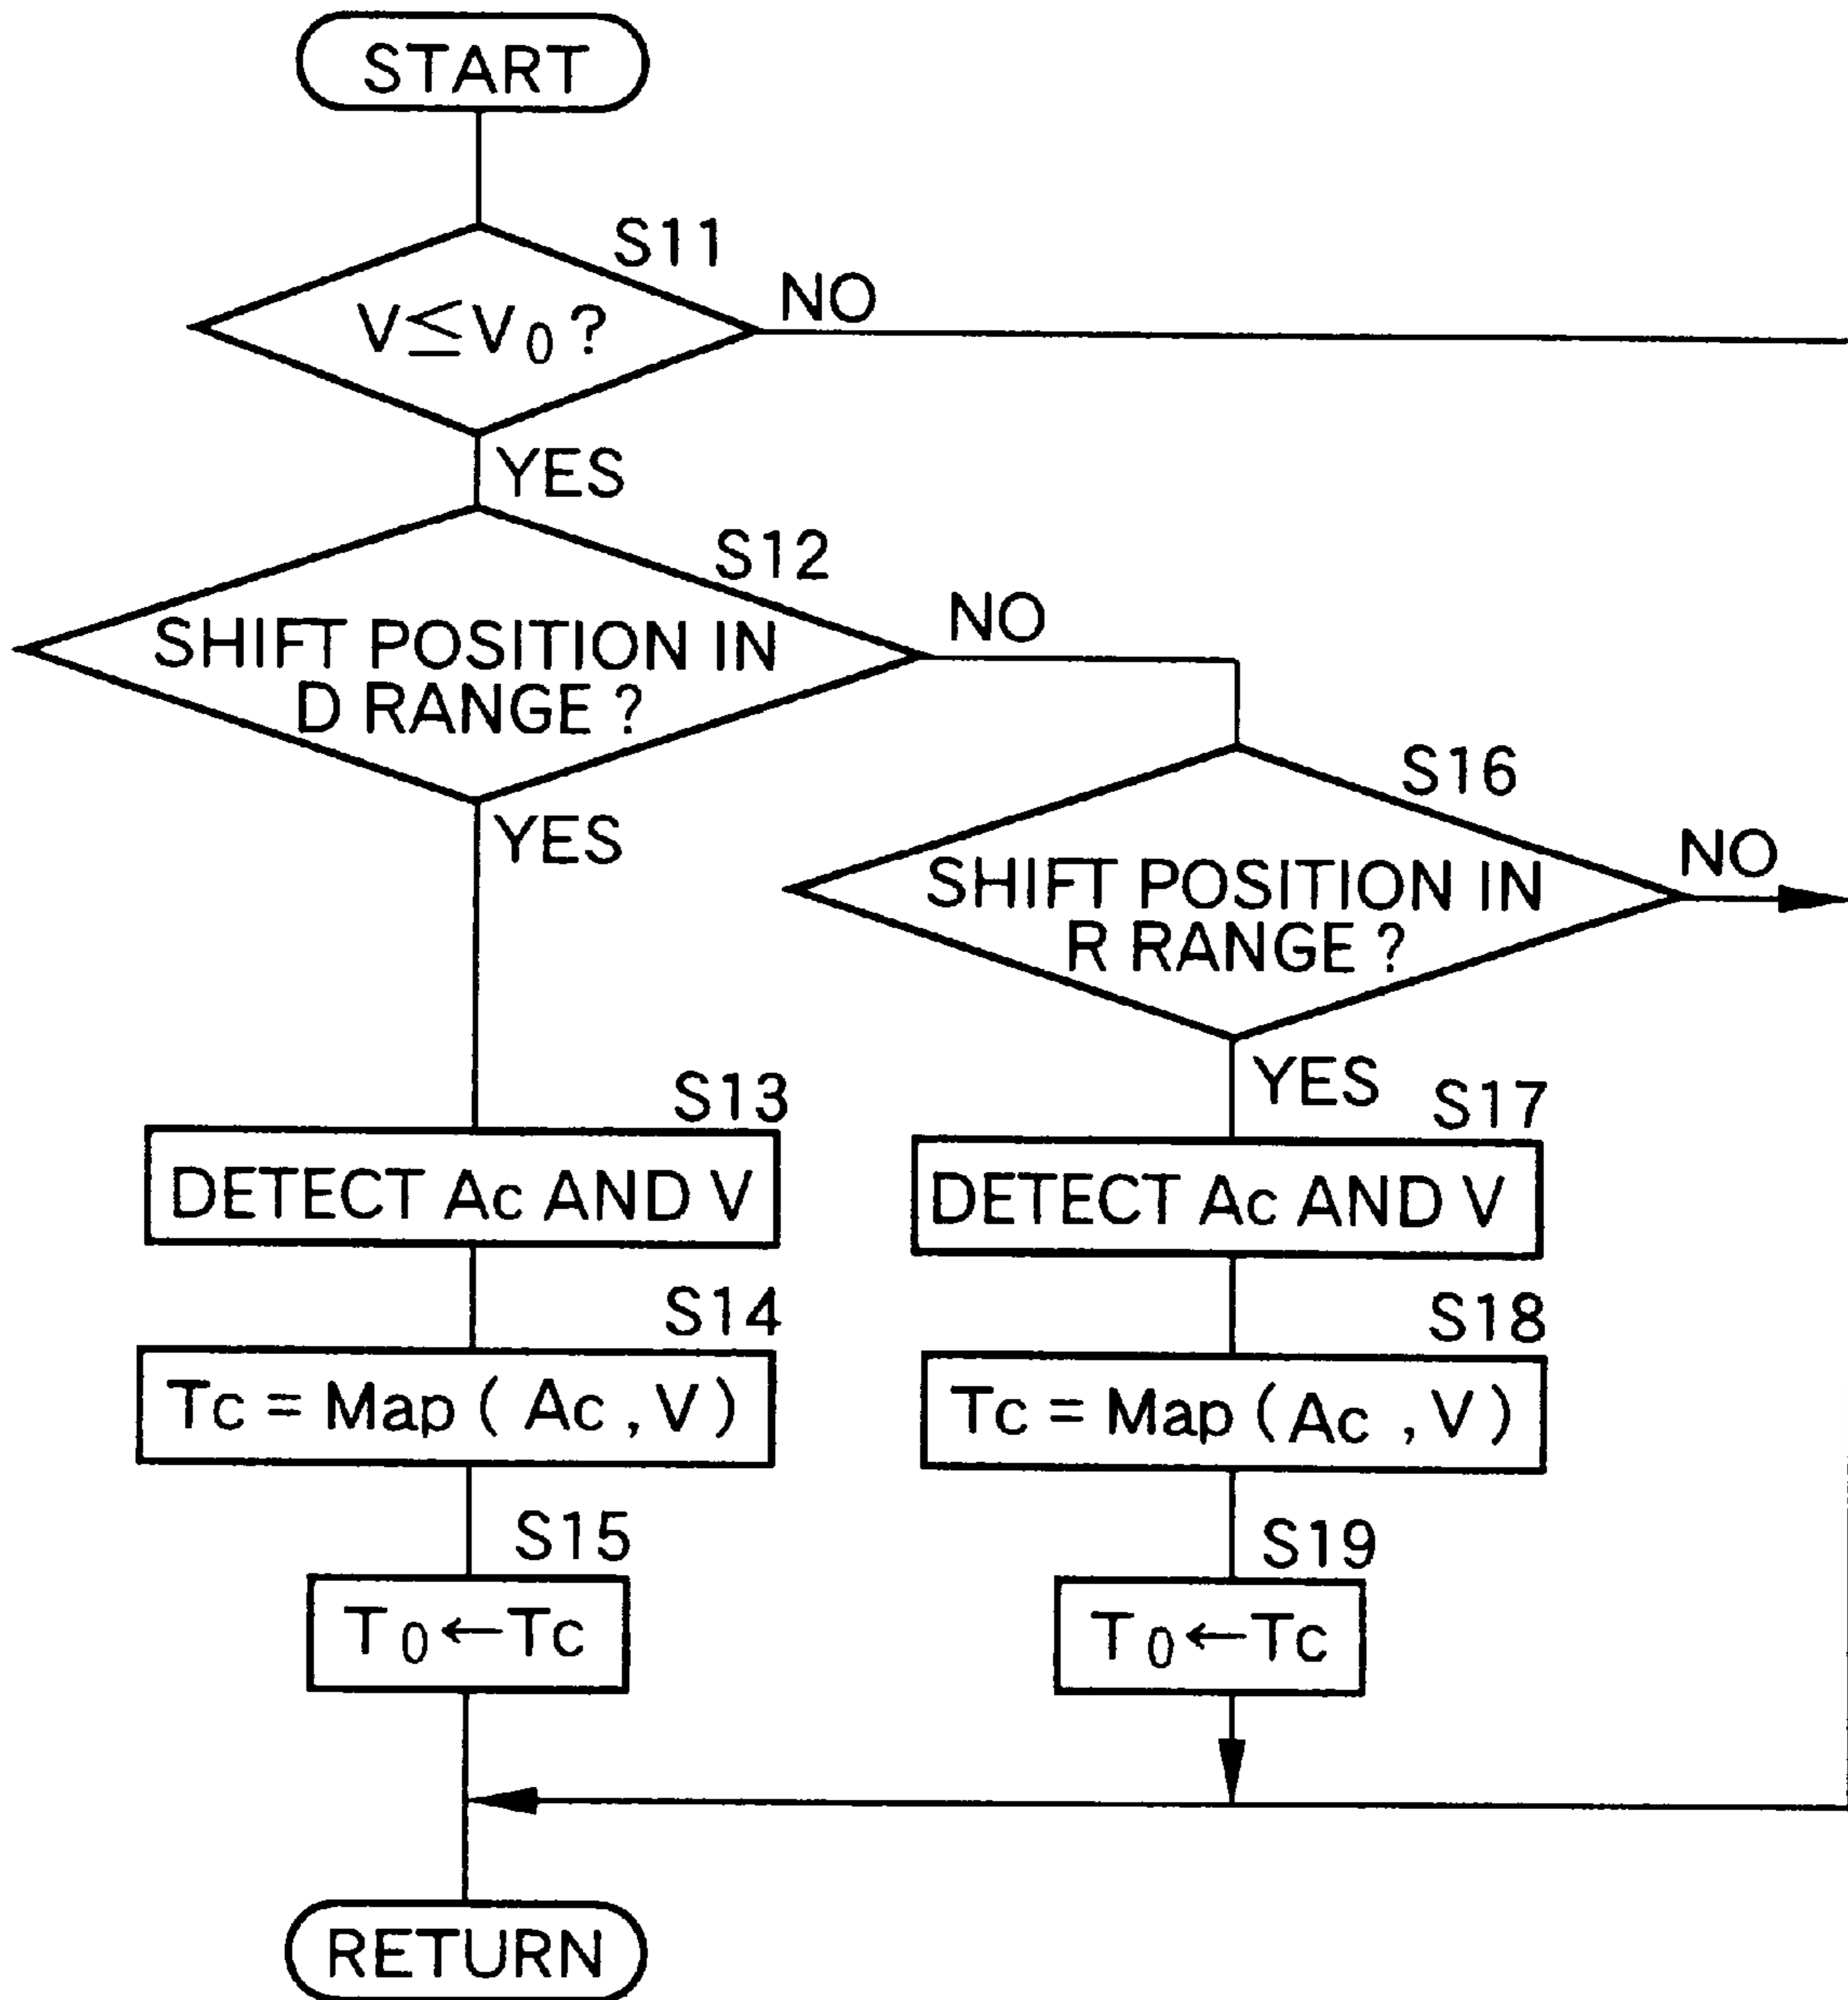 START
S11
V≦V0 ?
NO
YES
S12
SHIFT POSITION IN
D RANGE ?
NO
YES
S16
SHIFT POSITION IN
R RANGE ?
NO
YES
S13
DETECT Ac AND V
S17
DETECT Ac AND V
S14
Tc = Map ( Ac , V )
S18
Tc = Map ( Ac , V )
S15
T0←Tc
S19
T0←Tc
RETURN